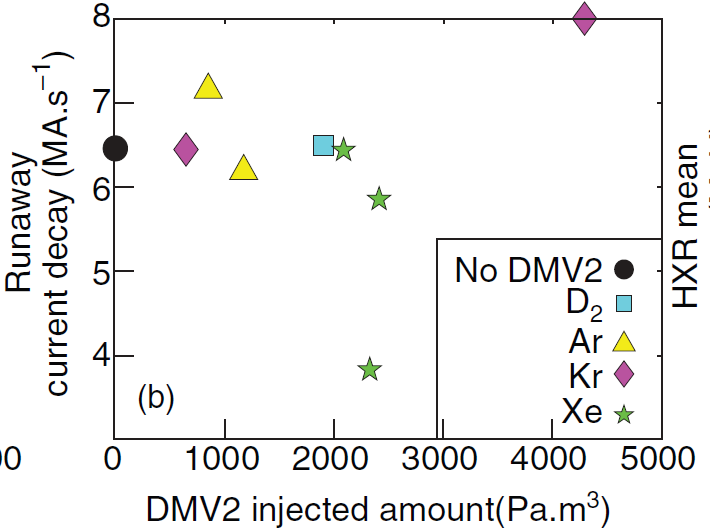 8
7
6
5
4
Runaway
current decay (MA.s⁻¹)
(b)
No DMV2
D₂
Ar
Kr
Xe
00
0
1000
2000
3000
4000
5000
DMV2 injected amount(Pa.m³)
HXR mean